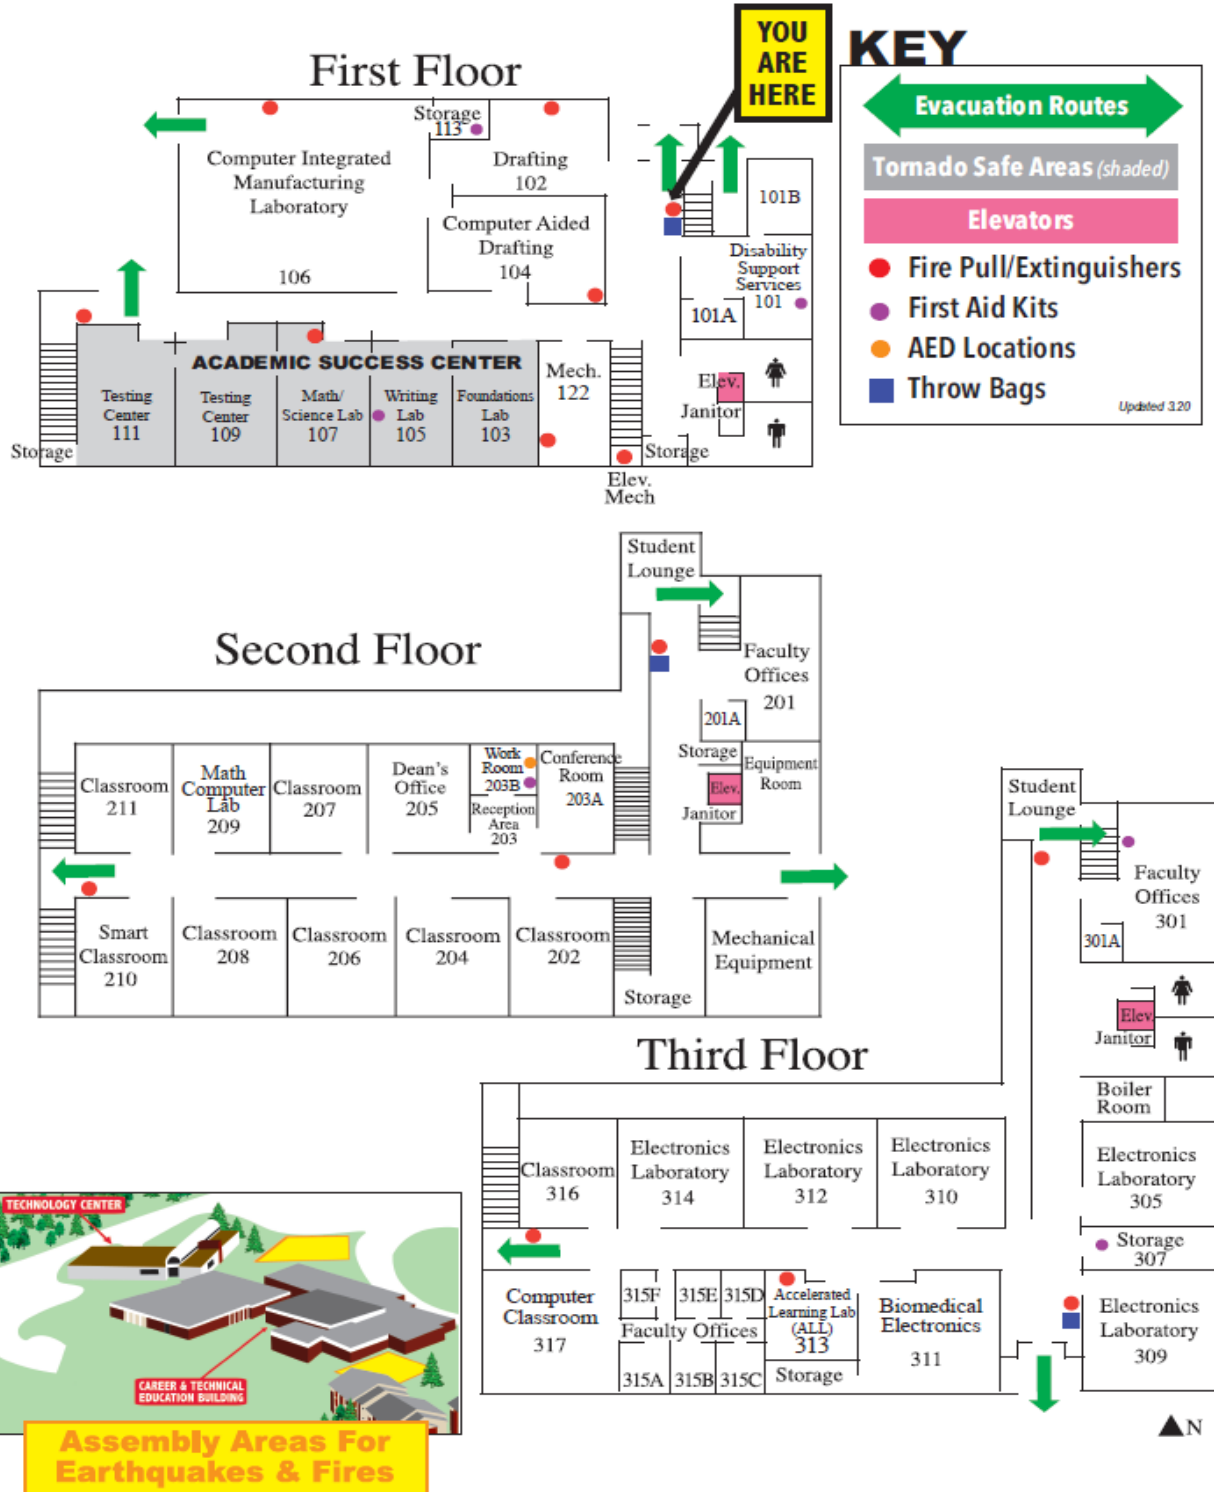 YOU
ARE
HERE
KEY
Evacuation Routes
Tornado Safe Areas (shaded)
Elevators
Fire Pull/Extinguishers
First Aid Kits
AED Locations
Throw Bags
Updated 3.20
First Floor
Storage
113
Computer Integrated
Manufacturing
Laboratory
106
Drafting
102
Computer Aided
Drafting
104
101B
Disability
Support
Services
101
101A
ACADEMIC SUCCESS CENTER
Testing
Center
111
Testing
Center
109
Math/
Science Lab
107
Writing
Lab
105
Foundations
Lab
103
Mech.
122
Elev.
Janitor
Storage
Storage
Elev.
Mech
Second Floor
Student
Lounge
Faculty
Offices
201
201A
Storage
Equipment
Room
Elev.
Janitor
Classroom
211
Math
Computer
Lab
209
Classroom
207
Dean's
Office
205
Work
Room
203B
Reception
Area
203
Conference
Room
203A
Smart
Classroom
210
Classroom
208
Classroom
206
Classroom
204
Classroom
202
Storage
Mechanical
Equipment
Third Floor
Student
Lounge
Faculty
Offices
301
301A
Elev.
Janitor
Boiler
Room
Classroom
316
Electronics
Laboratory
314
Electronics
Laboratory
312
Electronics
Laboratory
310
Electronics
Laboratory
305
Storage
307
Computer
Classroom
317
315F
315E
315D
Faculty Offices
315A
315B
315C
Accelerated
Learning Lab
(ALL)
313
Storage
Biomedical
Electronics
311
Electronics
Laboratory
309
N
TECHNOLOGY CENTER
CAREER & TECHNICAL
EDUCATION BUILDING
Assembly Areas For
Earthquakes & Fires